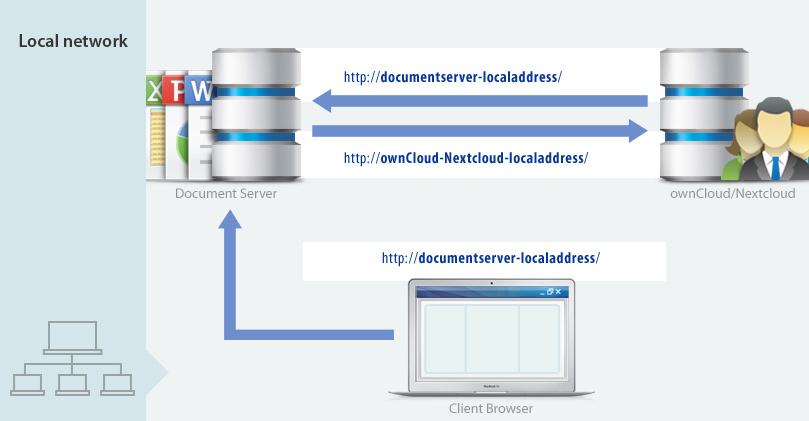 Local network
http://documentserver-localaddress/
X P W
http://ownCloud-Nextcloud-localaddress/
Document Server
ownCloud/Nextcloud
http://documentserver-localaddress/
Client Browser